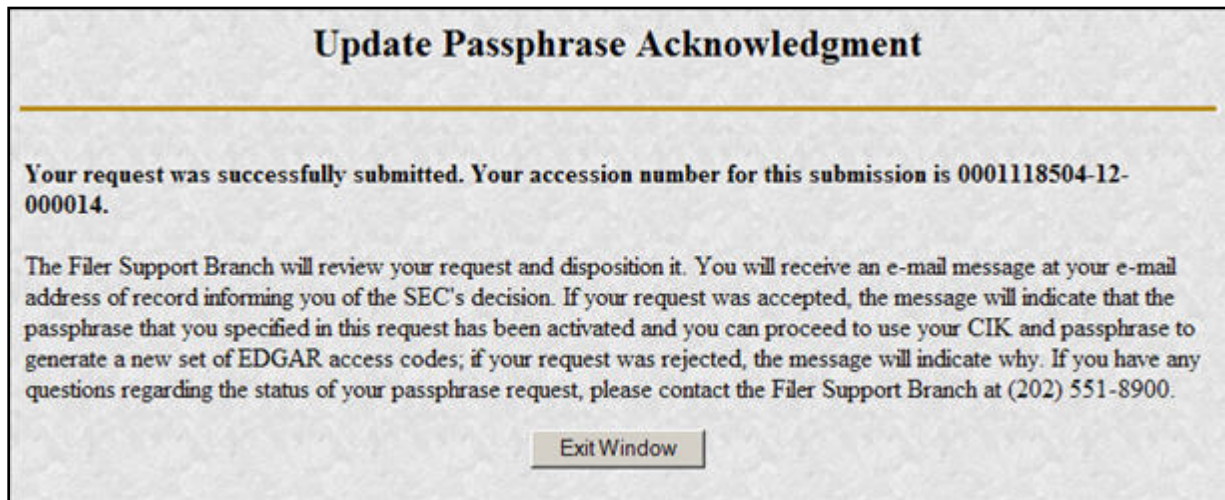 Update Passphrase Acknowledgment
Your request was successfully submitted. Your accession number for this submission is 0001118504-12-
000014.
The Filer Support Branch will review your request and disposition it. You will receive an e-mail message at your e-mail
address of record informing you of the SEC's decision. If your request was accepted, the message will indicate that the
passphrase that you specified in this request has been activated and you can proceed to use your CIK and passphrase to
generate a new set of EDGAR access codes; if your request was rejected, the message will indicate why. If you have any
questions regarding the status of your passphrase request, please contact the Filer Support Branch at (202) 551-8900.
Exit Window